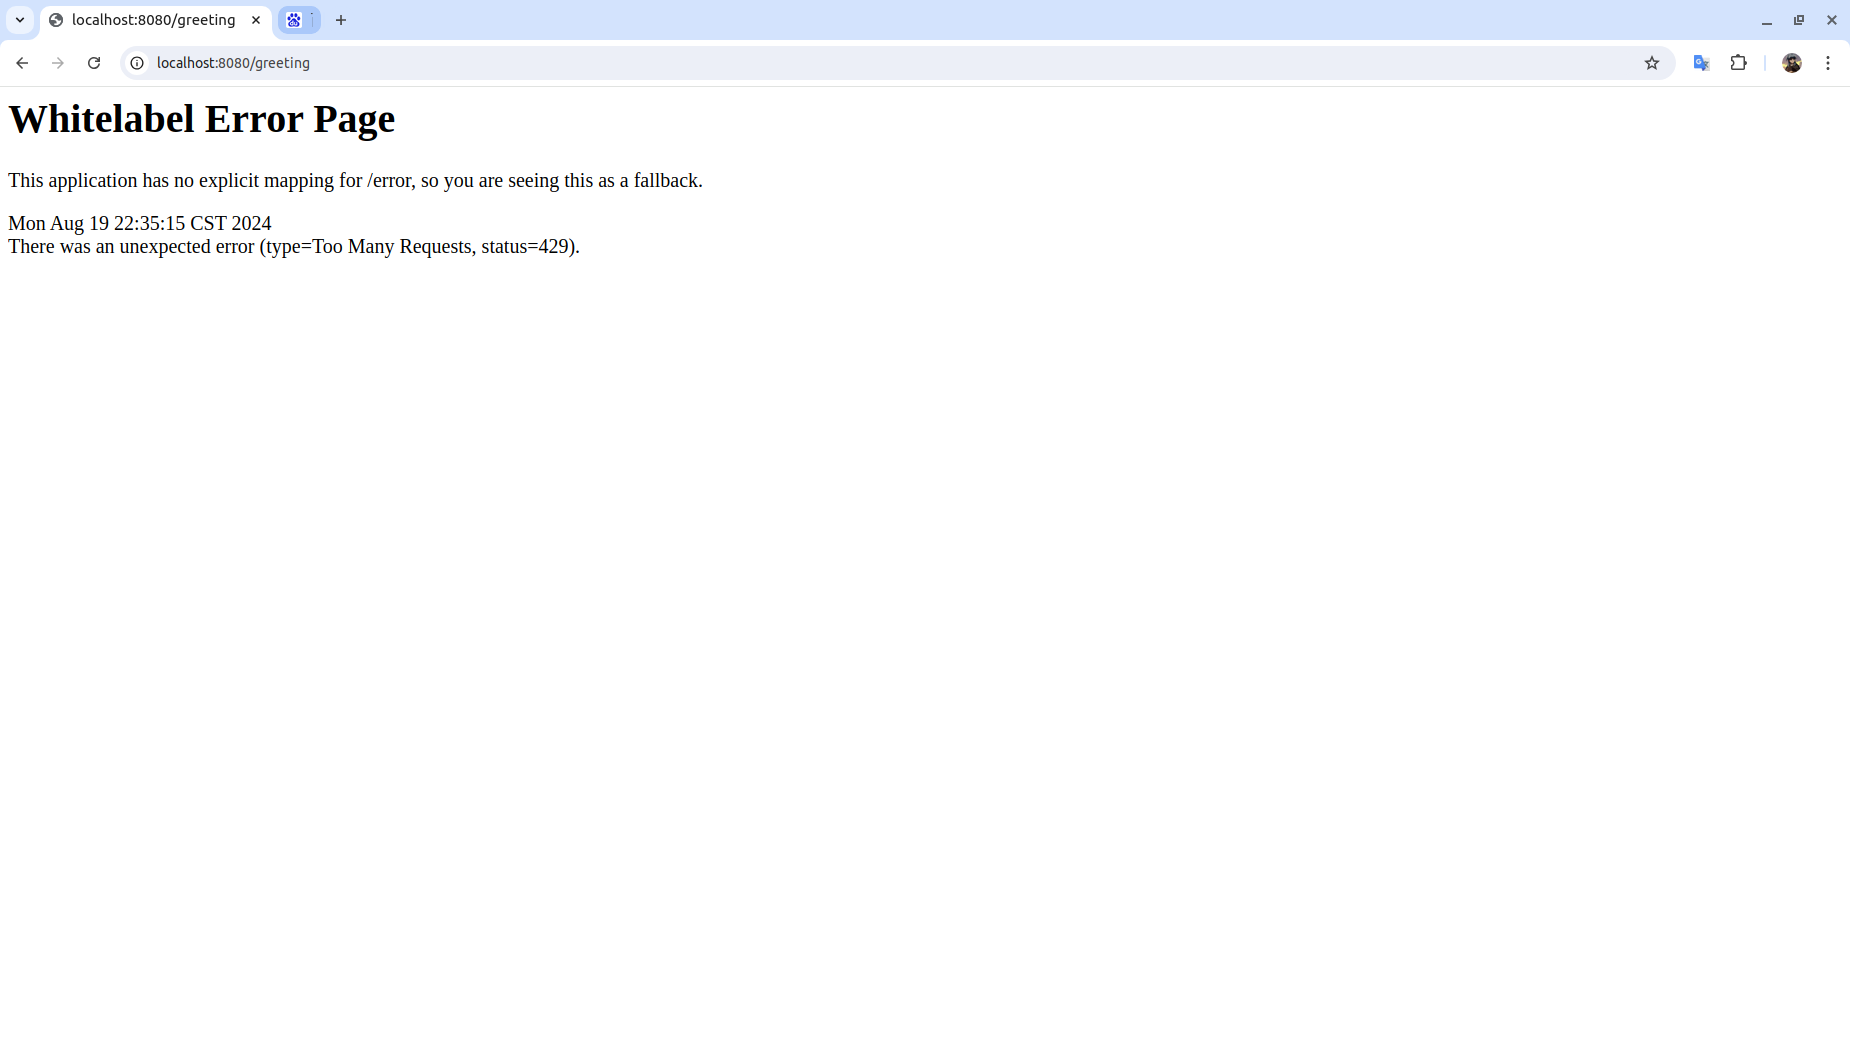 localhost:8080/greeting
localhost:8080/greeting
Whitelabel Error Page
This application has no explicit mapping for /error, so you are seeing this as a fallback.
Mon Aug 19 22:35:15 CST 2024
There was an unexpected error (type=Too Many Requests, status=429).